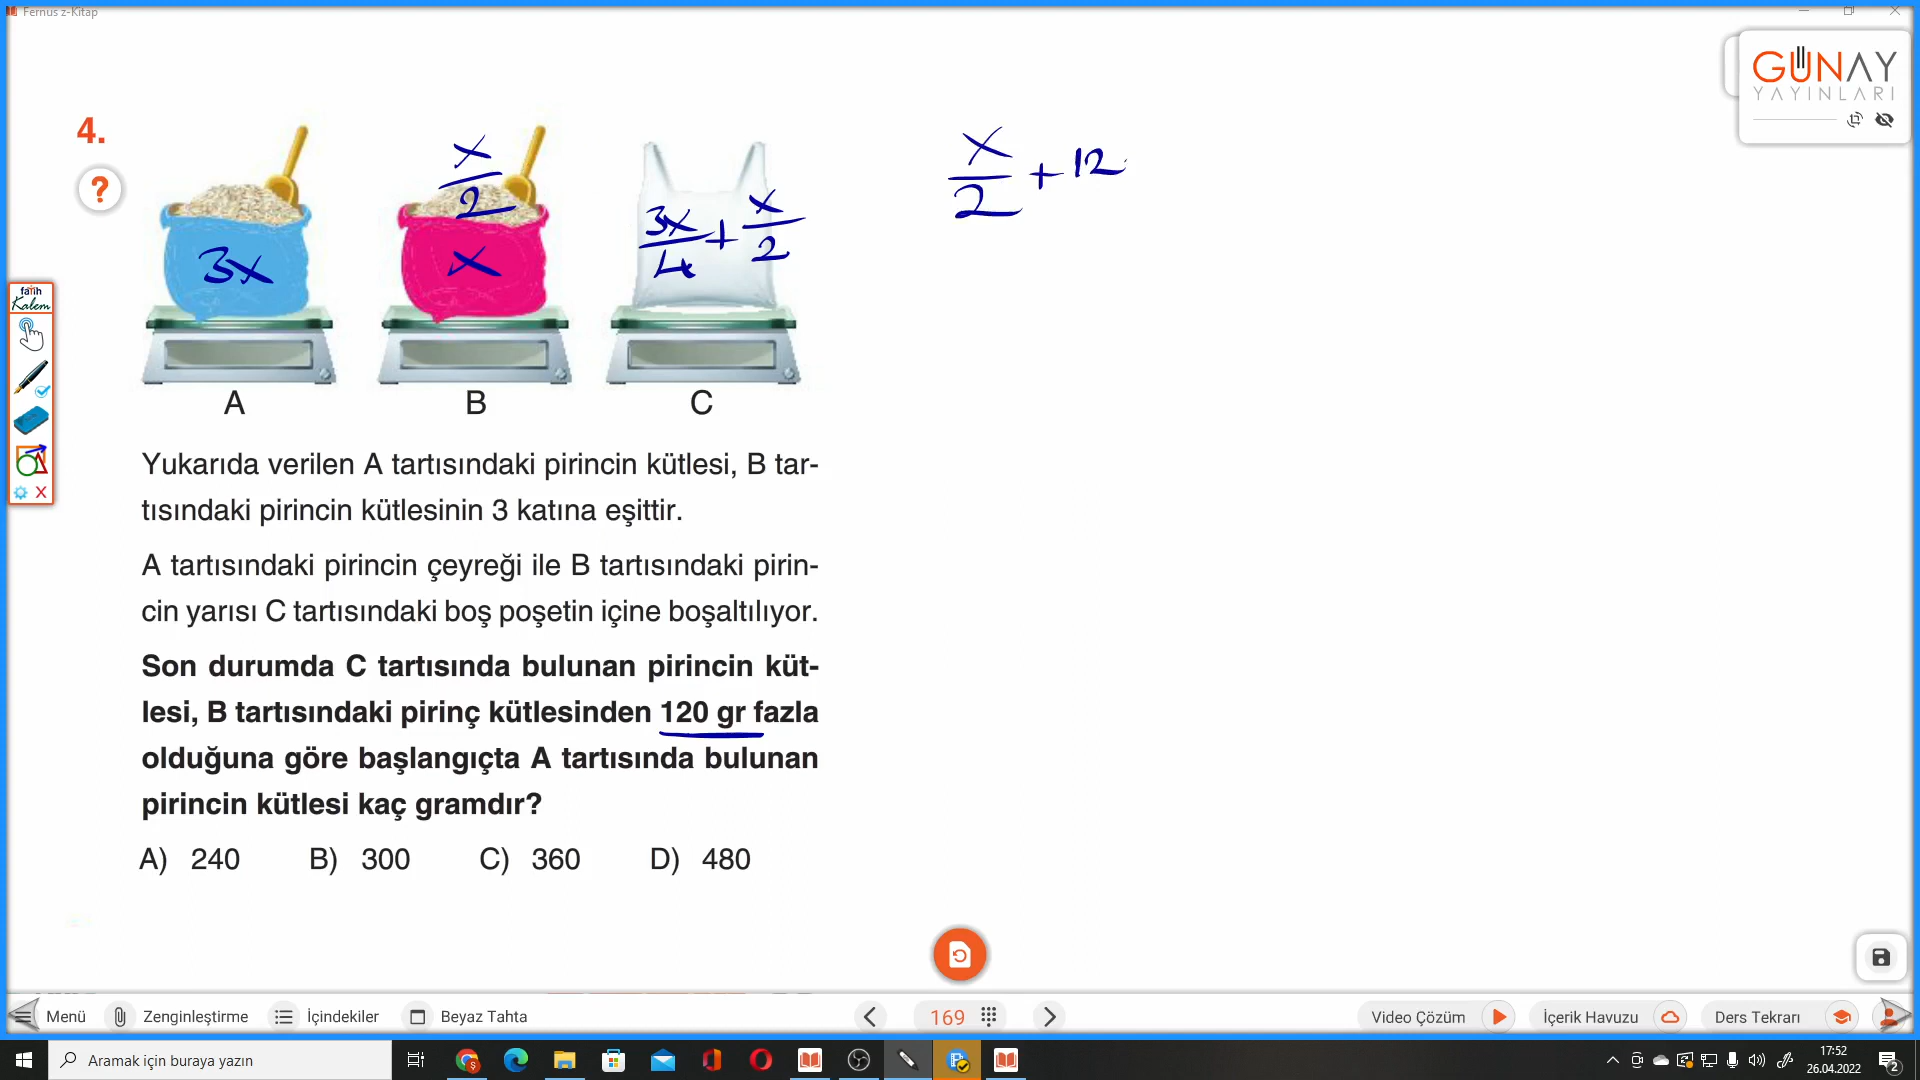 Fernus z-Kitap
GÜNAY
YAYINLARI
4.
?
x/2
x/2 + 12
3x
x
3x/4 + x/2
fatih
Kalem
A
B
C
Yukarıda verilen A tartısındaki pirincin kütlesi, B tar-
tısındaki pirincin kütlesinin 3 katına eşittir.
A tartısındaki pirincin çeyreği ile B tartısındaki pirin-
cin yarısı C tartısındaki boş poşetin içine boşaltılıyor.
Son durumda C tartısında bulunan pirincin küt-
lesi, B tartısındaki pirinç kütlesinden 120 gr fazla
olduğuna göre başlangıçta A tartısında bulunan
pirincin kütlesi kaç gramdır?
A) 240 B) 300 C) 360 D) 480
Menü Zenginleştirme İçindekiler Beyaz Tahta 169 Video Çözüm İçerik Havuzu Ders Tekrarı
Aramak için buraya yazın
17:52
26.04.2022
2